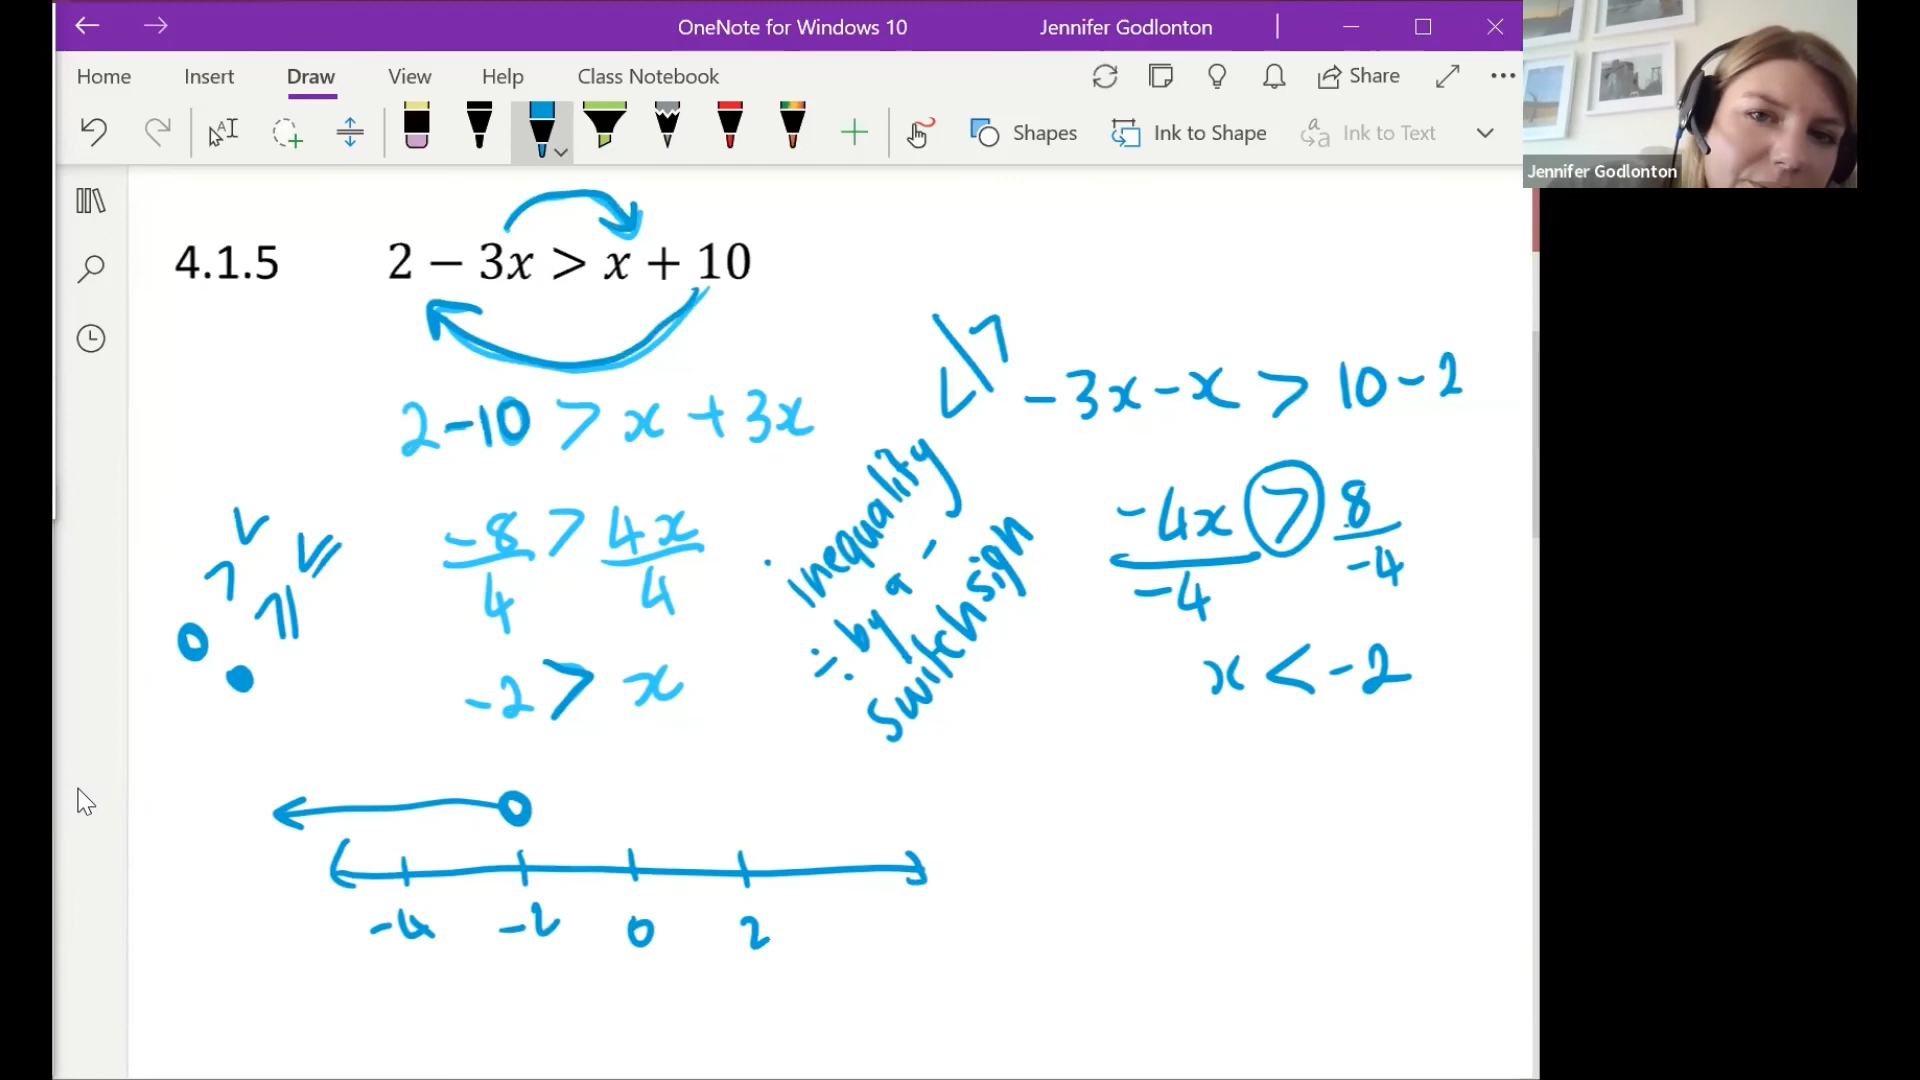 OneNote for Windows 10
Jennifer Godlonton
Home Insert Draw View Help Class Notebook
Share
Shapes Ink to Shape Ink to Text
Jennifer Godlonton
4.1.5 2 − 3x > x + 10
2 - 10 > x + 3x
-8/4 > 4x/4
-2 > x
< >
> ≥
< ≤
inequality
÷ by a -
switch sign
-3x - x > 10 - 2
-4x/-4 > 8/-4
x < -2
-4 -2 0 2